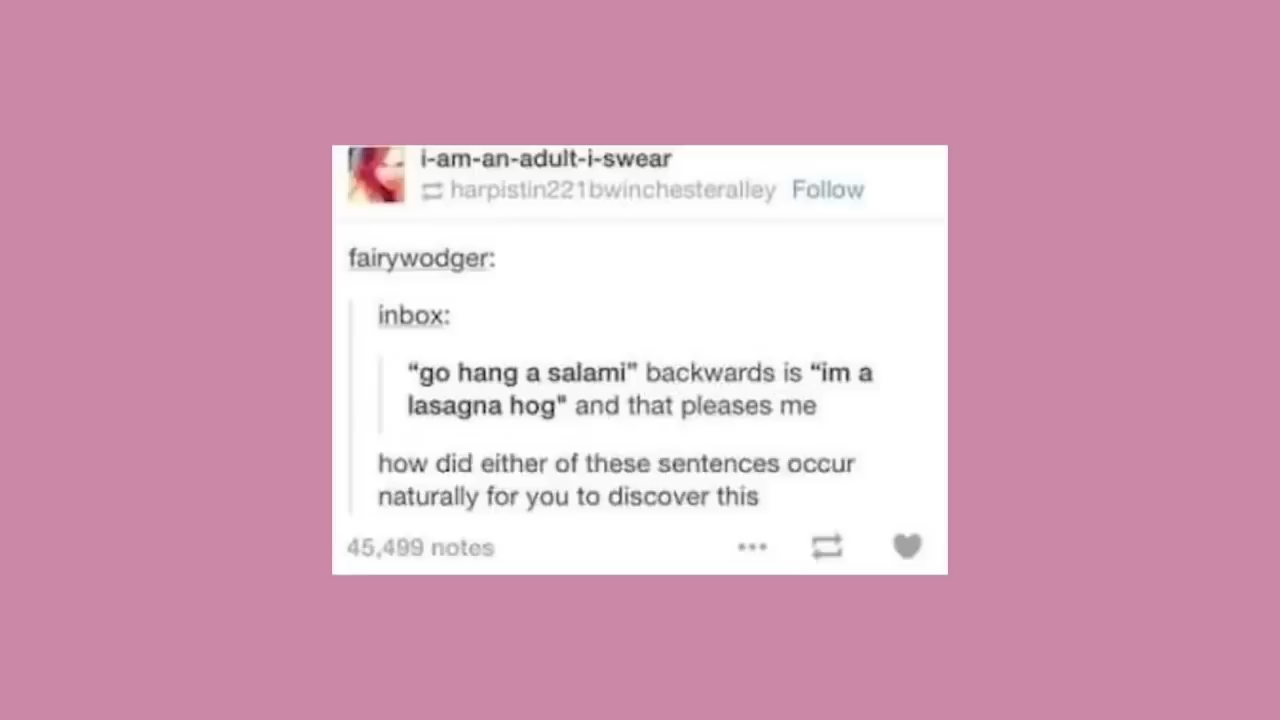 i-am-an-adult-i-swear
harpistin221bwinchesteralley Follow
fairywodger:
inbox:
“go hang a salami” backwards is “im a
lasagna hog" and that pleases me
how did either of these sentences occur
naturally for you to discover this
45,499 notes